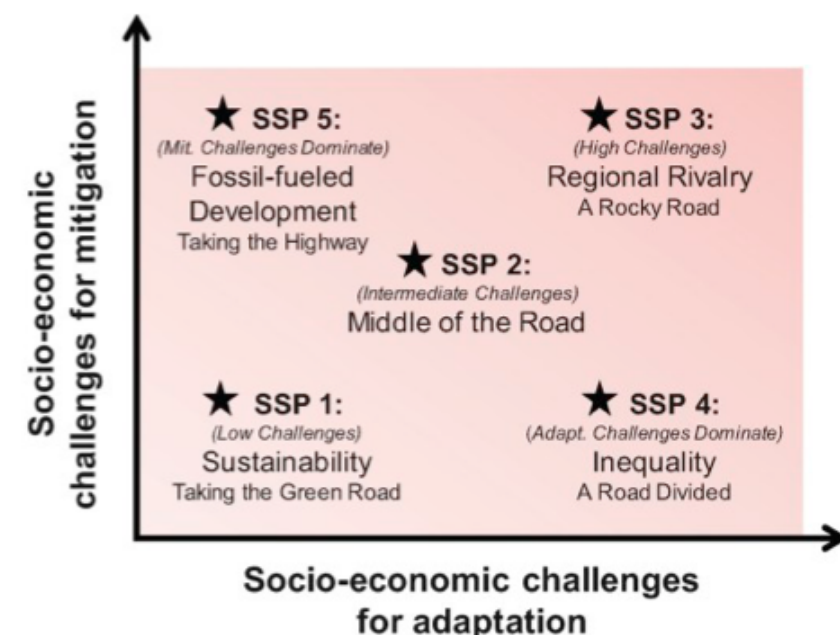 Socio-economic
challenges for mitigation
★ SSP 5:
(Mit. Challenges Dominate)
Fossil-fueled
Development
Taking the Highway
★ SSP 3:
(High Challenges)
Regional Rivalry
A Rocky Road
★ SSP 2:
(Intermediate Challenges)
Middle of the Road
★ SSP 1:
(Low Challenges)
Sustainability
Taking the Green Road
★ SSP 4:
(Adapt. Challenges Dominate)
Inequality
A Road Divided
Socio-economic challenges
for adaptation